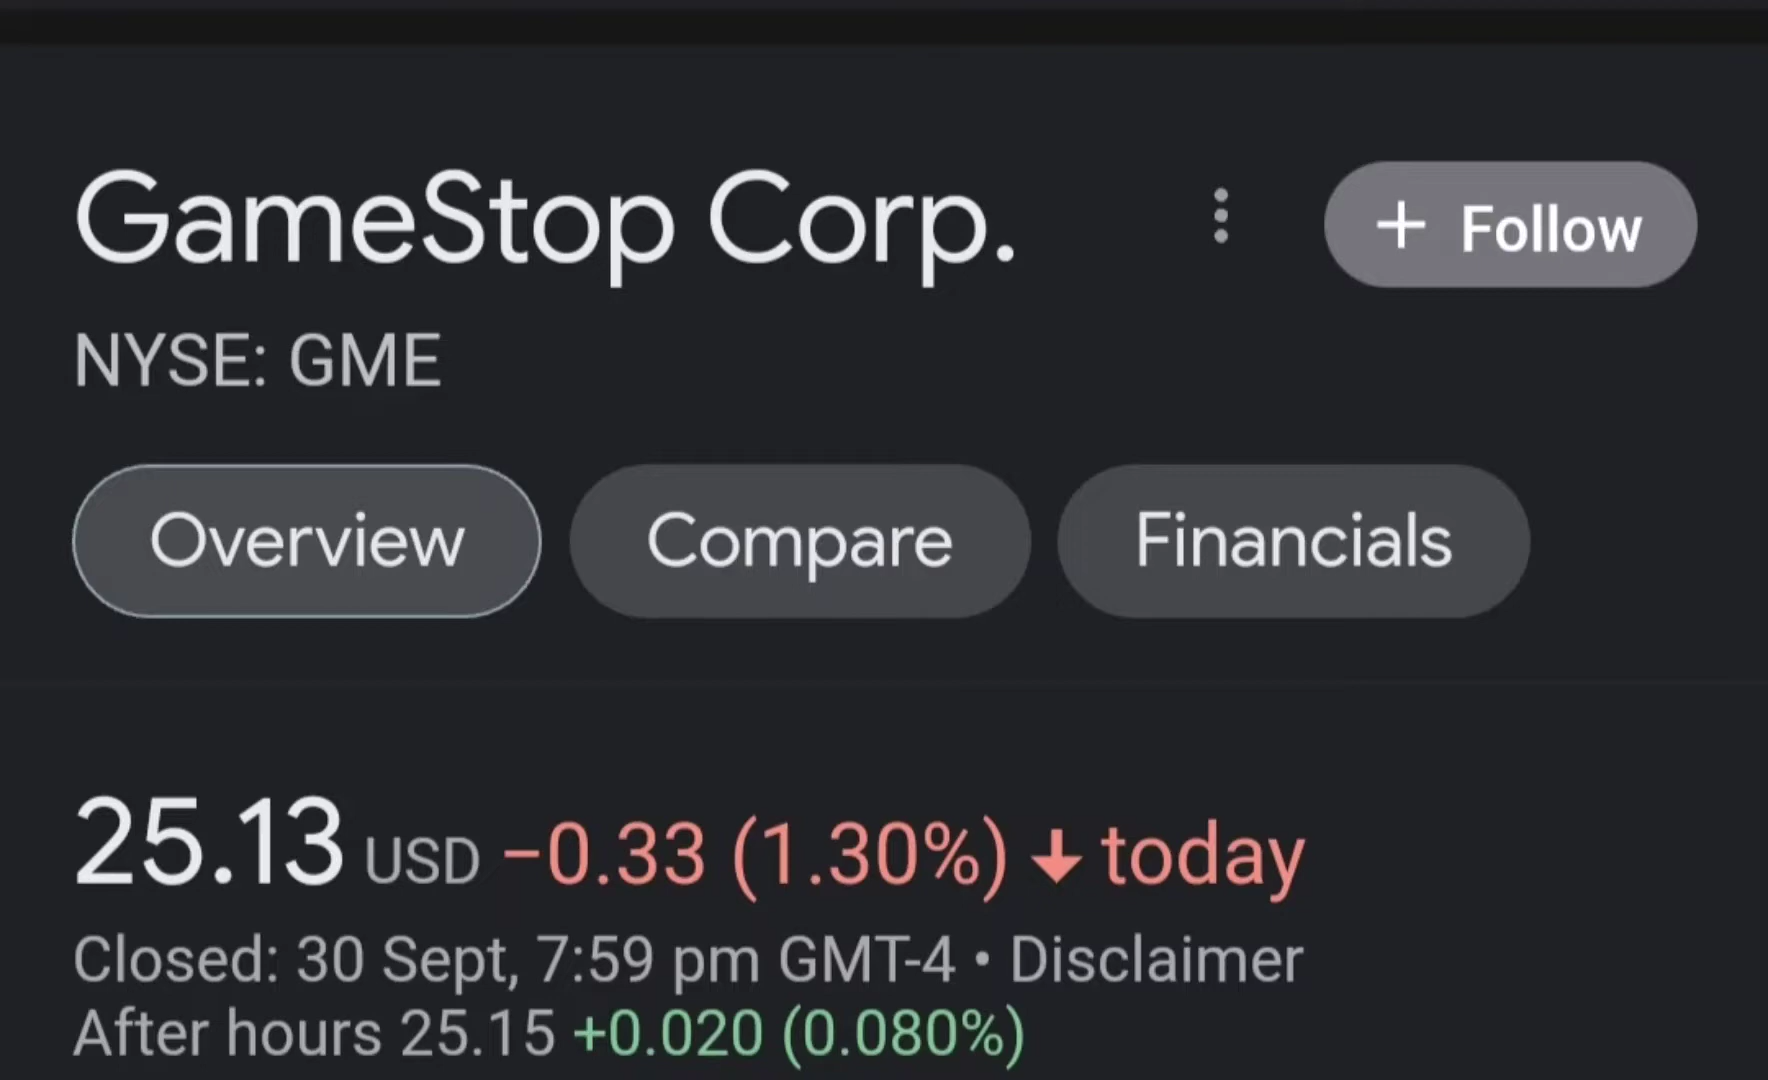 GameStop Corp.
+ Follow
NYSE: GME
Overview Compare Financials
25.13 USD −0.33 (1.30%) ↓ today
Closed: 30 Sept, 7:59 pm GMT-4 • Disclaimer
After hours 25.15 +0.020 (0.080%)